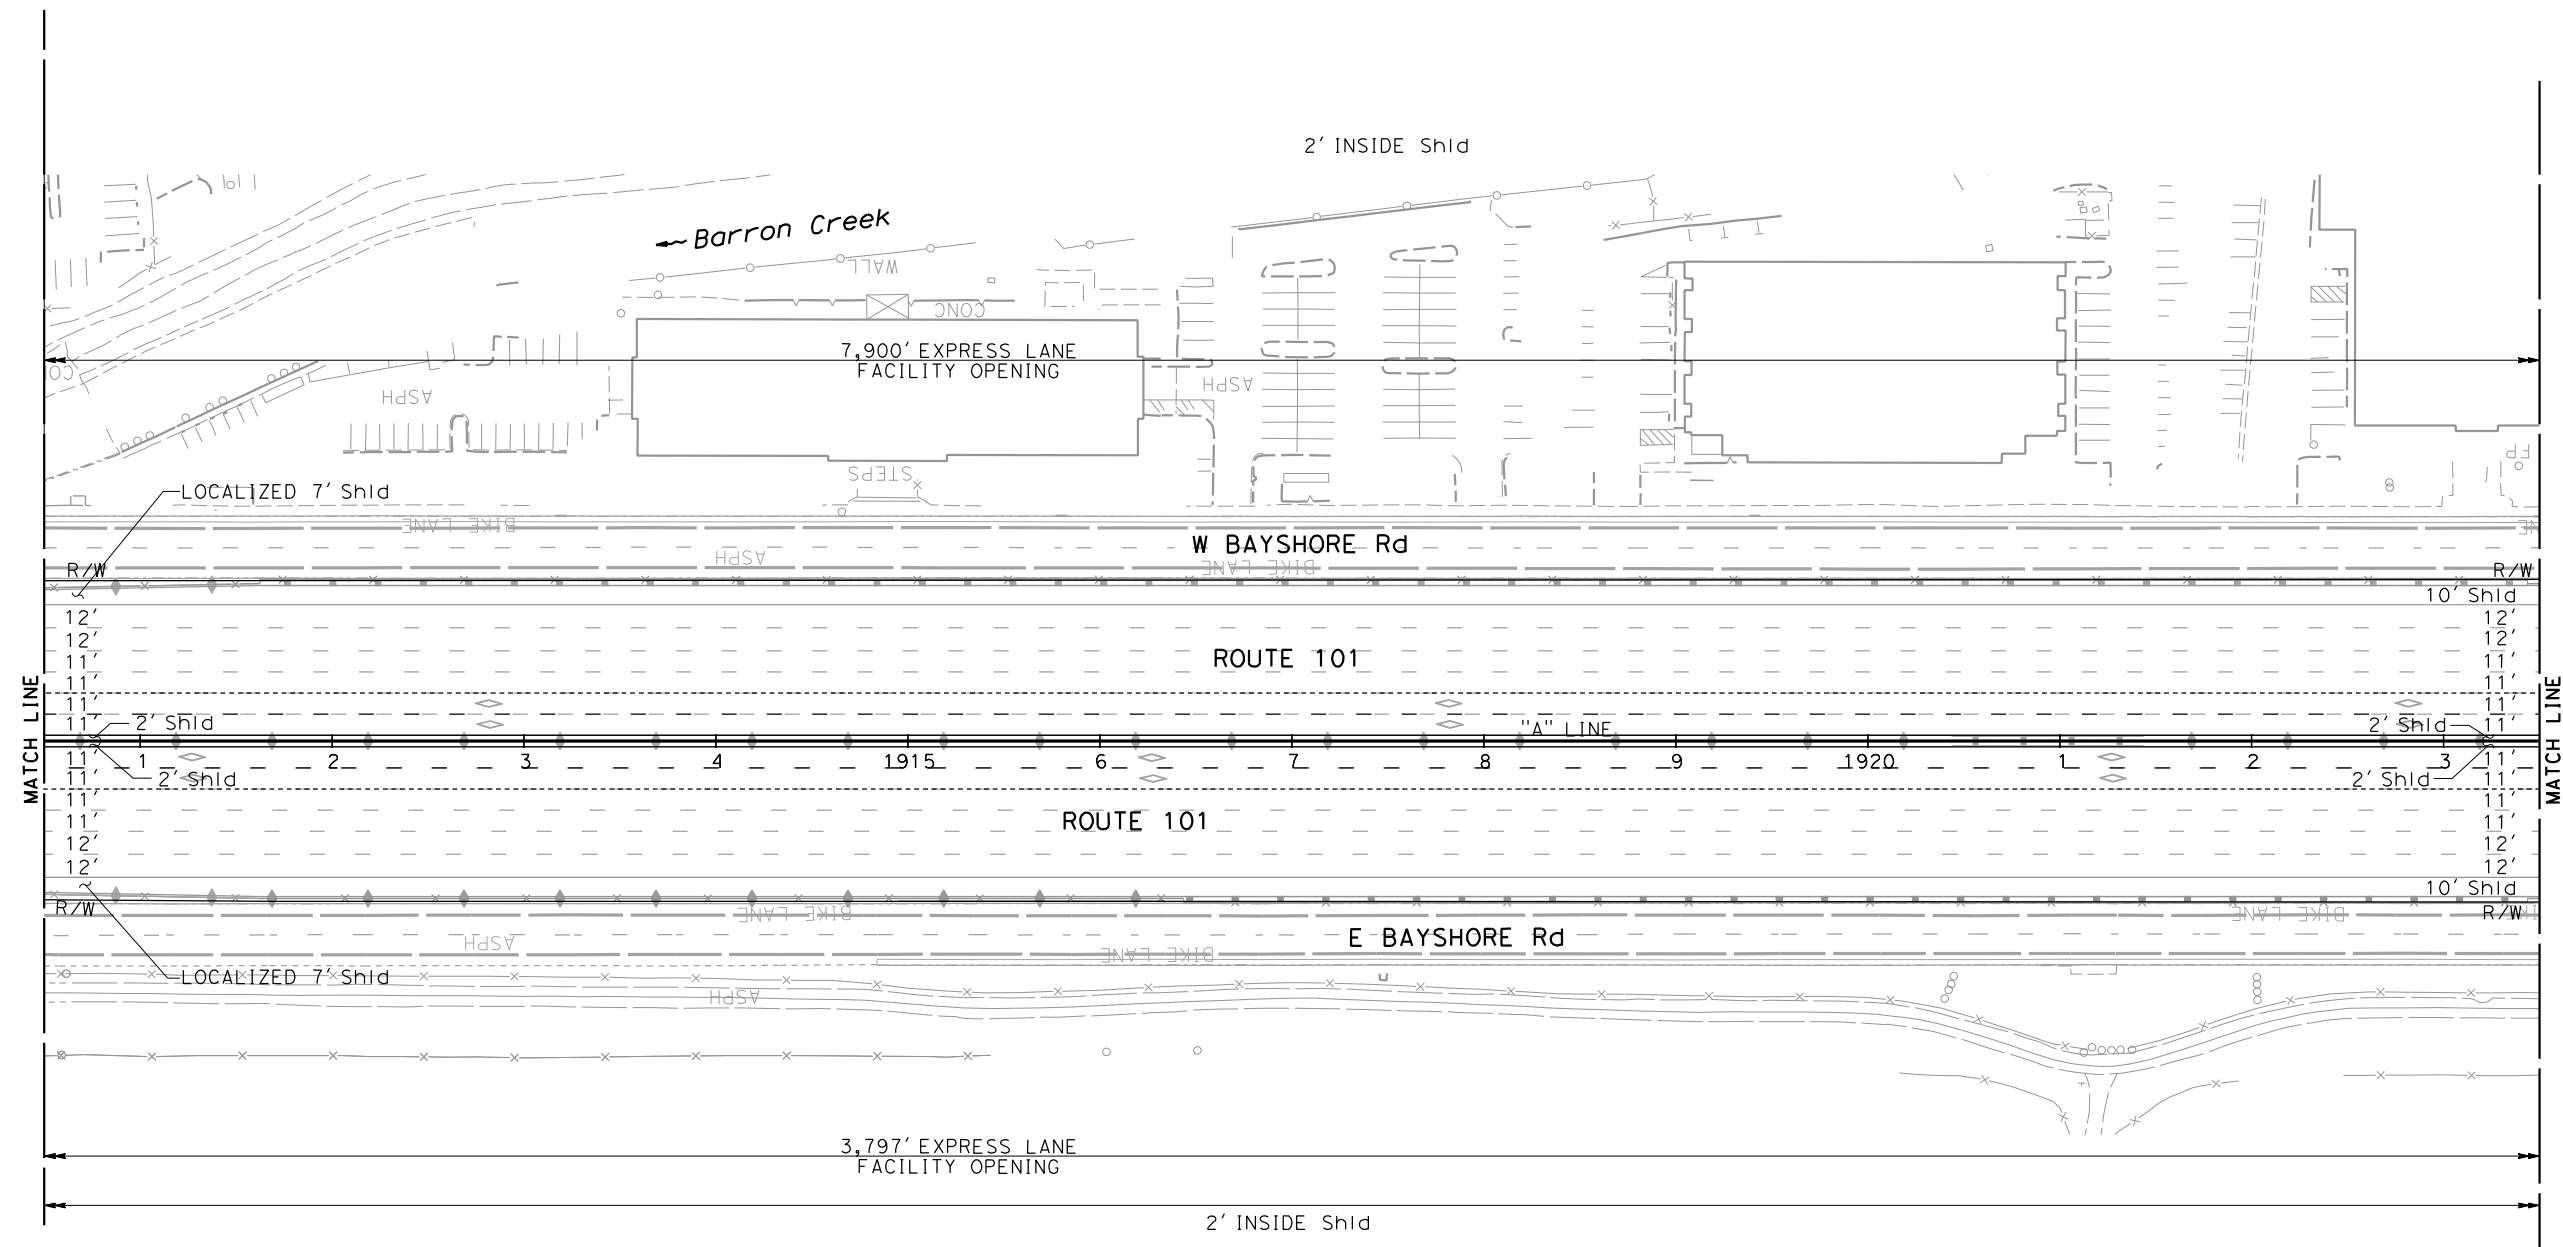 2' INSIDE Shld
Barron Creek
WALL
CONC
7,900' EXPRESS LANE
FACILITY OPENING
ASPH
ASPH
STEPS
FP
LOCALIZED 7' Shld
BIKE LANE
W BAYSHORE Rd
ASPH
BIKE LANE
R/W
R/W
10' Shld
12'
12'
12'
12'
11'
11'
ROUTE 101
11'
11'
11'
11'
11'
11'
2' Shld
"A" LINE
2' Shld
MATCH LINE
MATCH LINE
1
2
3
4
1915
6
7
8
9
1920
1
2
3
11'
11'
11'
11'
2' Shld
2' Shld
11'
11'
11'
11'
ROUTE 101
12'
12'
12'
12'
10' Shld
R/W
R/W
BIKE LANE
BIKE LANE
ASPH
E BAYSHORE Rd
BIKE LANE
LOCALIZED 7' Shld
ASPH
3,797' EXPRESS LANE
FACILITY OPENING
2' INSIDE Shld